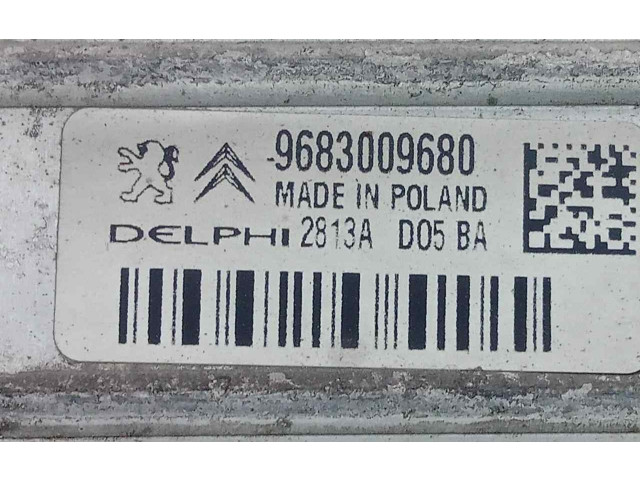 9683009680
MADE IN POLAND
DELPHI 2813A D05 BA